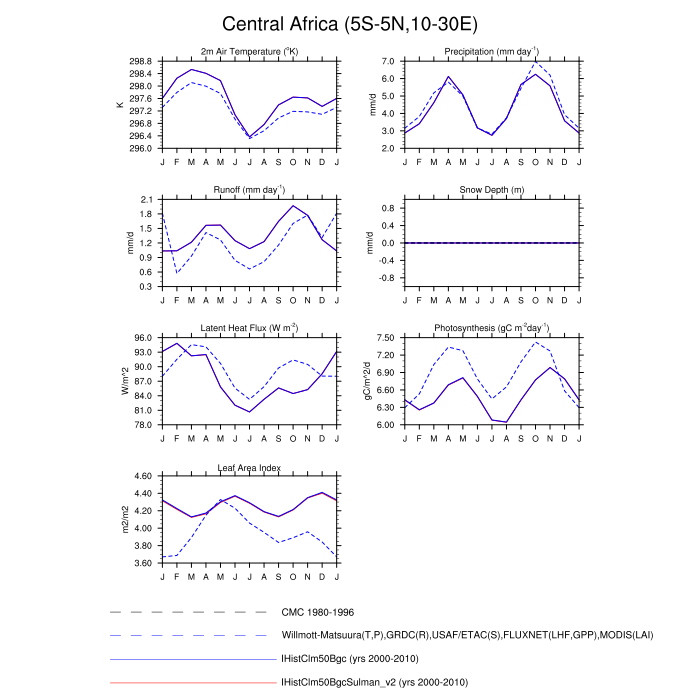 Central Africa (5S-5N,10-30E)
2m Air Temperature (°K)
298.8
298.4
298.0
297.6
297.2
296.8
296.4
296.0
K
J F M A M J J A S O N D J
Precipitation (mm day⁻¹)
7.0
6.0
5.0
4.0
3.0
2.0
mm/d
J F M A M J J A S O N D J
Runoff (mm day⁻¹)
2.1
1.8
1.5
1.2
0.9
0.6
0.3
mm/d
J F M A M J J A S O N D J
Snow Depth (m)
0.8
0.4
0.0
-0.4
-0.8
mm/d
J F M A M J J A S O N D J
Latent Heat Flux (W m⁻²)
96.0
93.0
90.0
87.0
84.0
81.0
78.0
W/m^2
J F M A M J J A S O N D J
Photosynthesis (gC m⁻²day⁻¹)
7.50
7.20
6.90
6.60
6.30
6.00
gC/m^2/d
J F M A M J J A S O N D J
Leaf Area Index
4.60
4.40
4.20
4.00
3.80
3.60
m2/m2
J F M A M J J A S O N D J
CMC 1980-1996
Willmott-Matsuura(T,P),GRDC(R),USAF/ETAC(S),FLUXNET(LHF,GPP),MODIS(LAI)
IHistClm50Bgc (yrs 2000-2010)
IHistClm50BgcSulman_v2 (yrs 2000-2010)